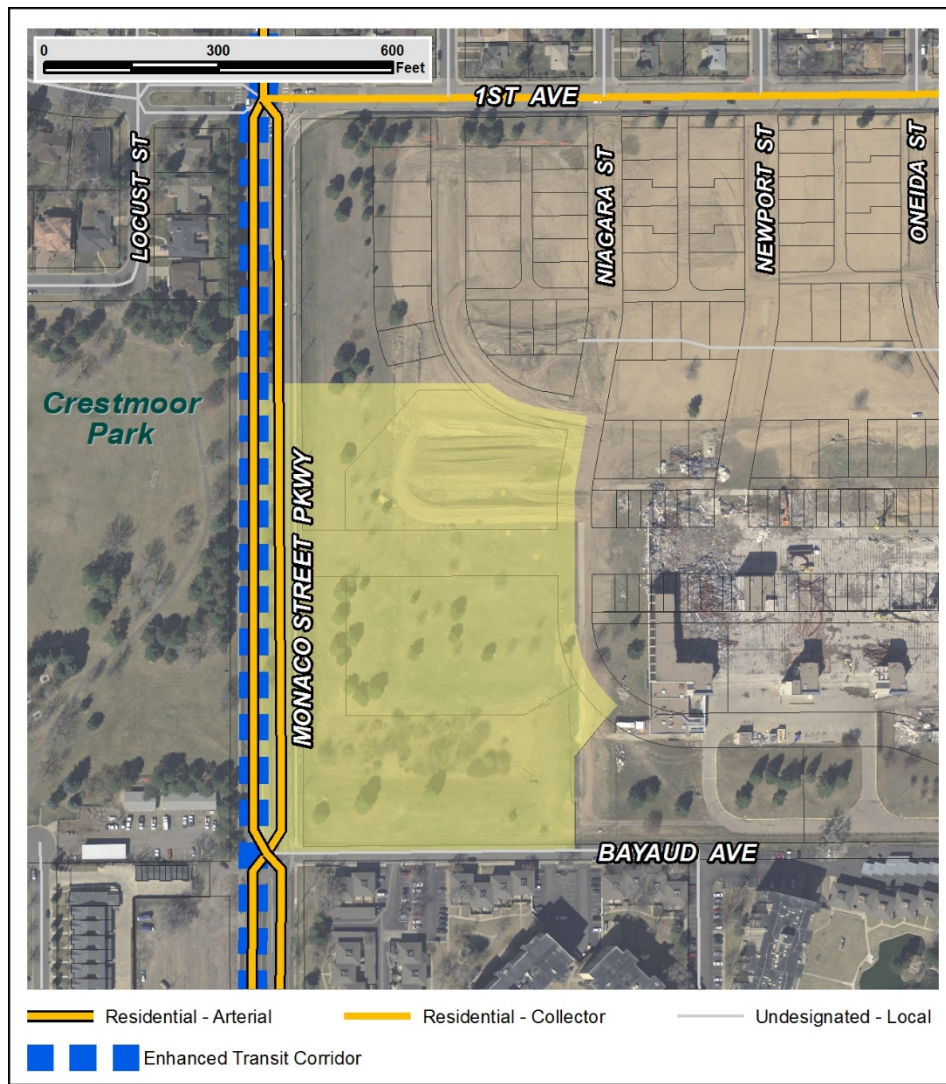 0 300 600
Feet
1ST AVE
LOCUST ST
NIAGARA ST
NEWPORT ST
ONEIDA ST
Crestmoor
Park
MONACO STREET PKWY
BAYAUD AVE
Residential - Arterial
Residential - Collector
Undesignated - Local
Enhanced Transit Corridor